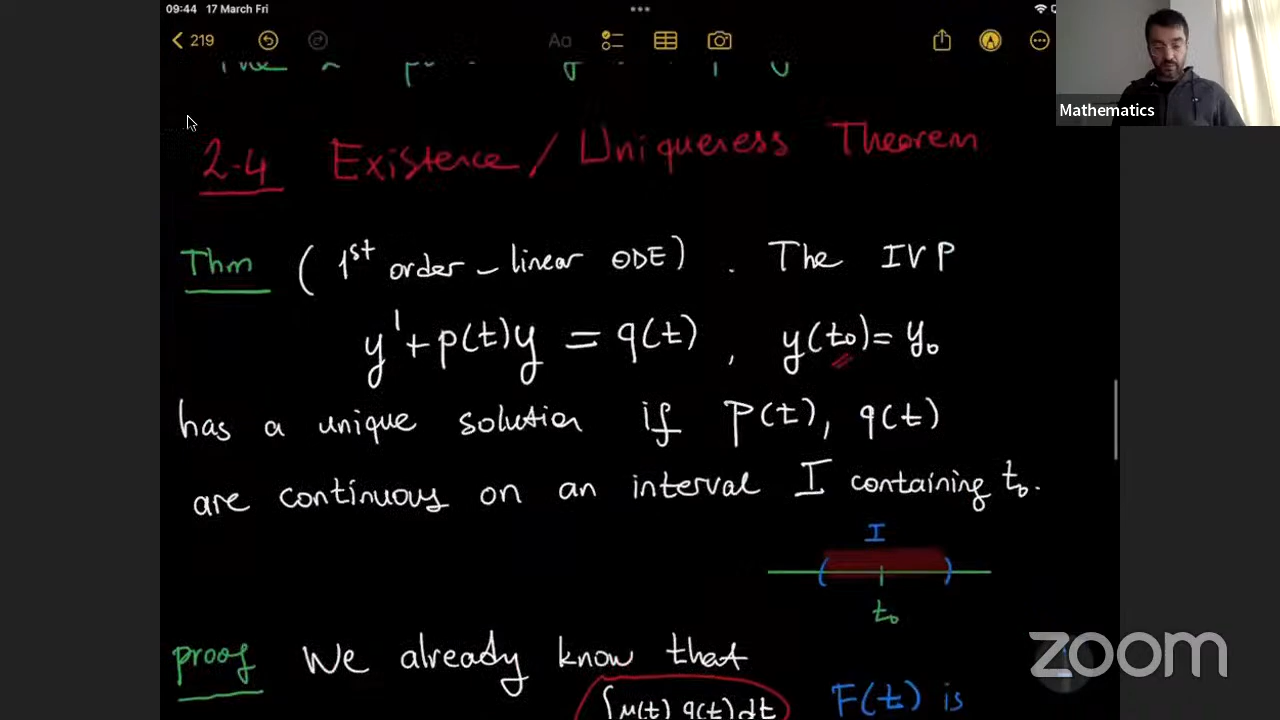 09:44 17 March Fri
219
Aa
Mathematics
2-4 Existence / Uniqueness Theorem
Thm (1st order - linear ODE). The IVP
y' + p(t)y = q(t), y(t₀) = y₀
has a unique solution if p(t), q(t)
are continuous on an interval I containing t₀.
I
( )
t₀
proof We already know that
∫μ(t) q(t)dt F(t) is
zoom